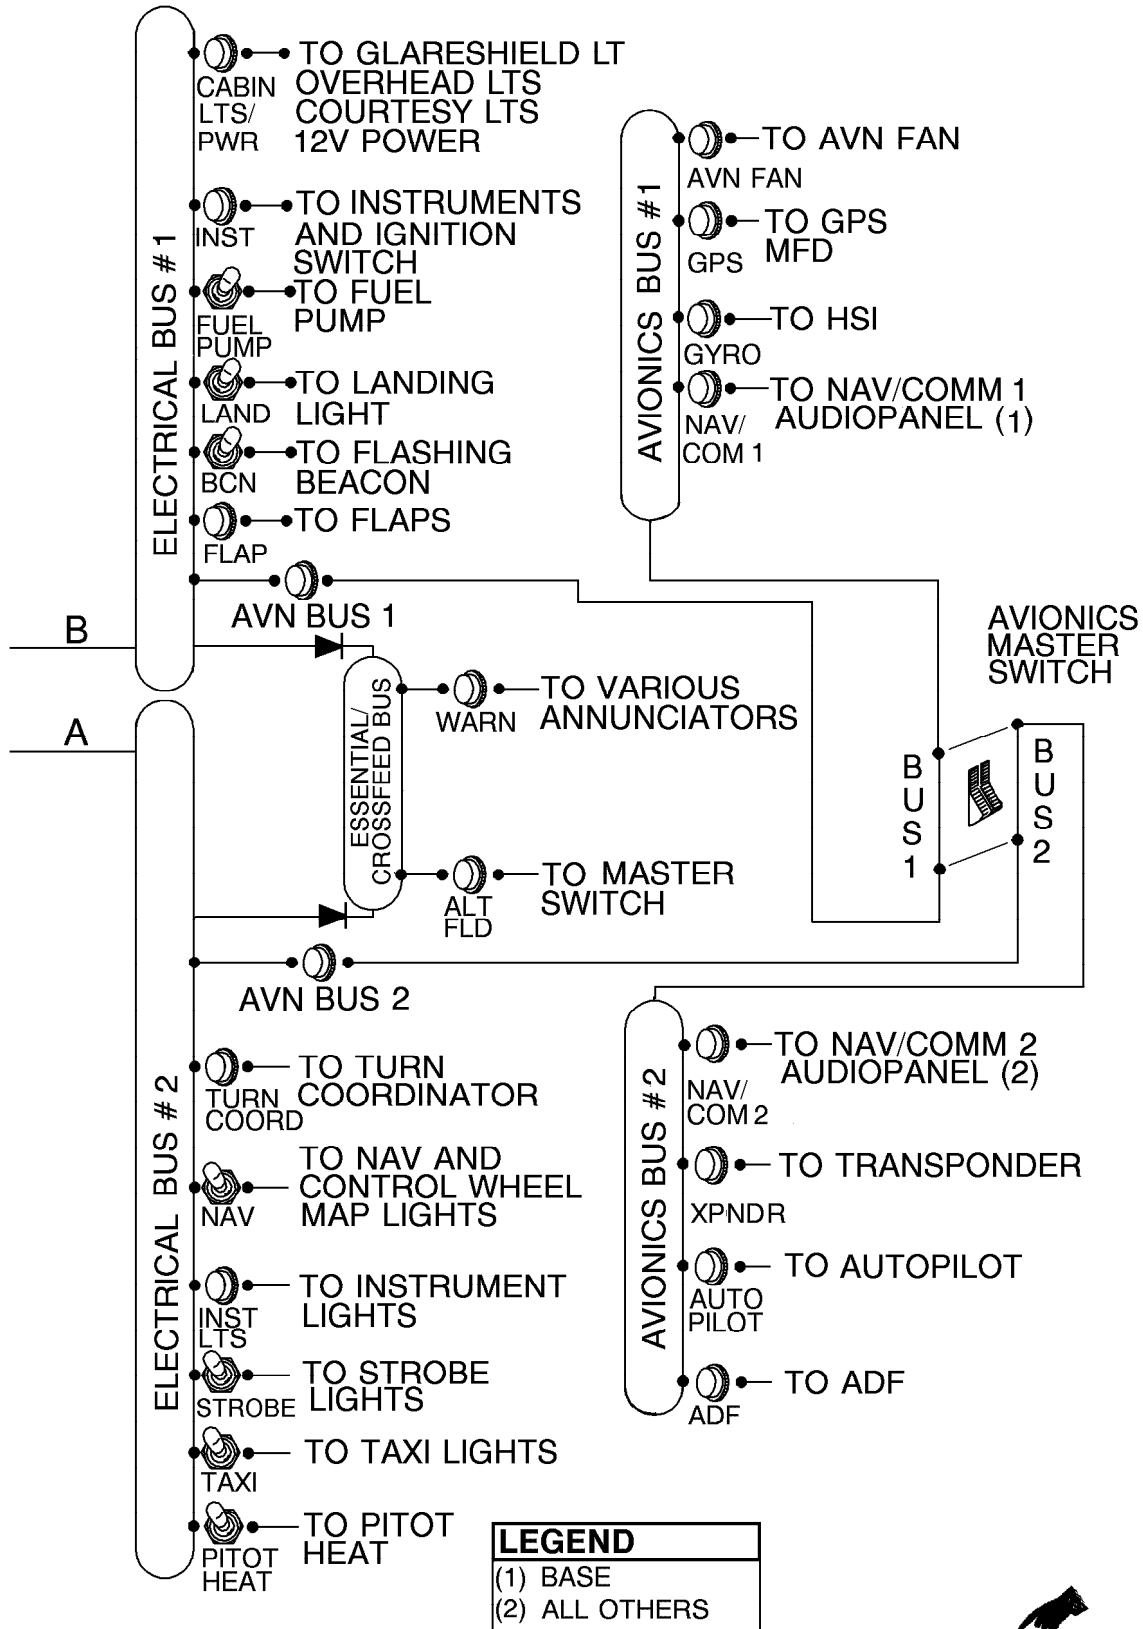 ELECTRICAL BUS #1
CABIN
LTS/
PWR
TO GLARESHIELD LT
OVERHEAD LTS
COURTESY LTS
12V POWER
INST
TO INSTRUMENTS
AND IGNITION
SWITCH
FUEL
PUMP
TO FUEL
PUMP
LAND
TO LANDING
LIGHT
BCN
TO FLASHING
BEACON
FLAP
TO FLAPS
AVN BUS 1
B
A
AVIONICS BUS #1
AVN FAN
TO AVN FAN
GPS
TO GPS
MFD
GYRO
TO HSI
NAV/
COM 1
TO NAV/COMM 1
AUDIOPANEL (1)
ESSENTIAL/
CROSSFEED BUS
WARN
TO VARIOUS
ANNUNCIATORS
ALT
FLD
TO MASTER
SWITCH
AVIONICS
MASTER
SWITCH
BUS 1
BUS 2
ELECTRICAL BUS #2
AVN BUS 2
TURN
COORD
TO TURN
COORDINATOR
NAV
TO NAV AND
CONTROL WHEEL
MAP LIGHTS
INST
LTS
TO INSTRUMENT
LIGHTS
STROBE
TO STROBE
LIGHTS
TAXI
TO TAXI LIGHTS
PITOT
HEAT
TO PITOT
HEAT
AVIONICS BUS #2
NAV/
COM 2
TO NAV/COMM 2
AUDIOPANEL (2)
XPNDR
TO TRANSPONDER
AUTO
PILOT
TO AUTOPILOT
ADF
TO ADF
LEGEND
(1) BASE
(2) ALL OTHERS